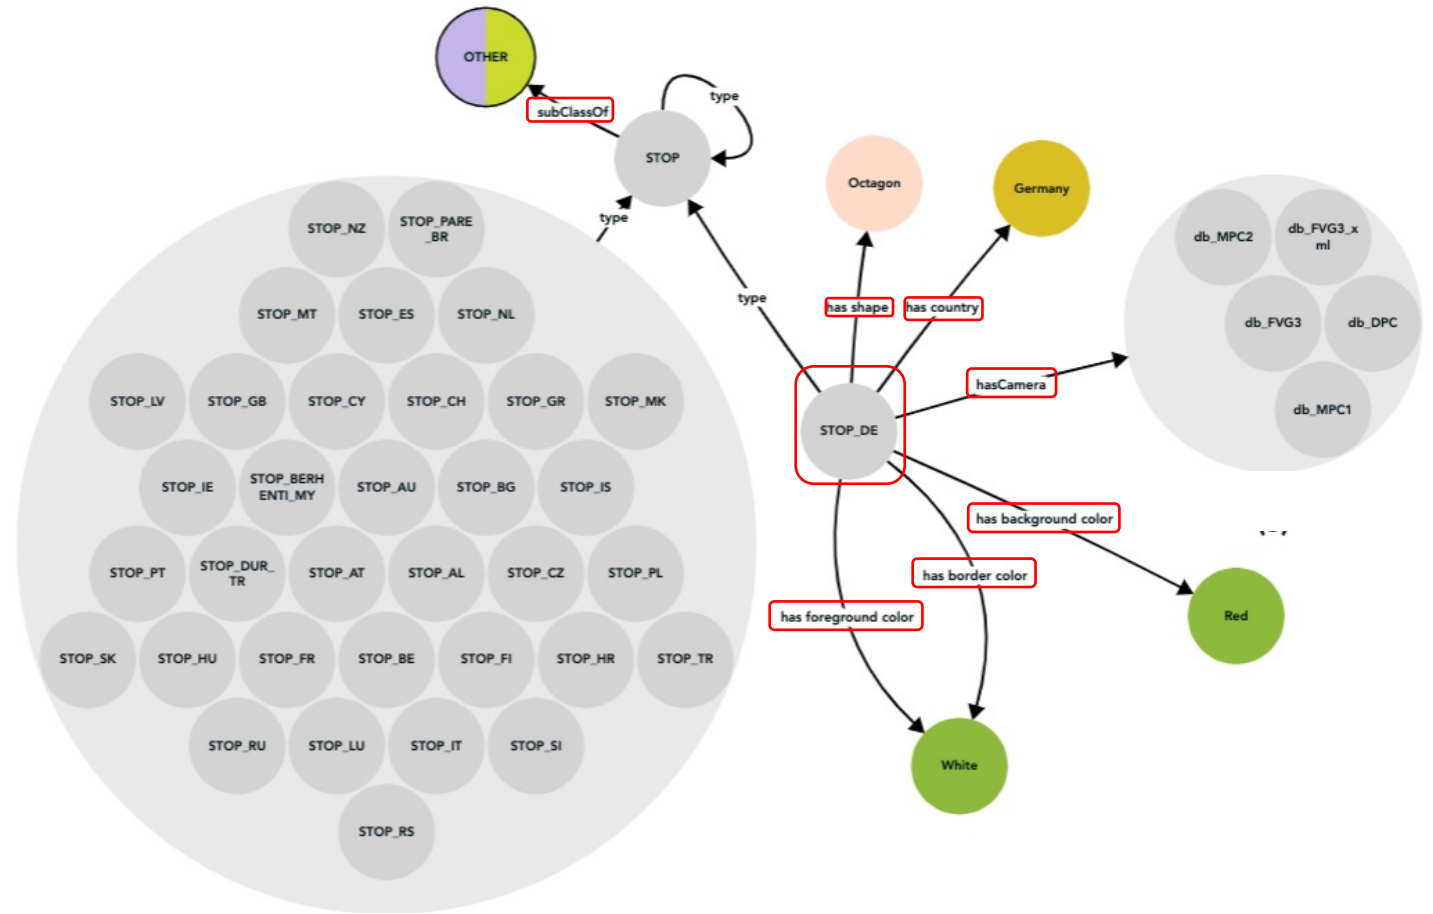 OTHER
subClassOf
type
STOP
type
STOP_NZ
STOP_PARE
_BR
STOP_MT
STOP_ES
STOP_NL
STOP_LV
STOP_GB
STOP_CY
STOP_CH
STOP_GR
STOP_MK
STOP_IE
STOP_BERH
ENTI_MY
STOP_AU
STOP_BG
STOP_IS
STOP_PT
STOP_DUR_
TR
STOP_AT
STOP_AL
STOP_CZ
STOP_PL
STOP_SK
STOP_HU
STOP_FR
STOP_BE
STOP_FI
STOP_HR
STOP_TR
STOP_RU
STOP_LU
STOP_IT
STOP_SI
STOP_RS
type
Octagon
Germany
has shape
has country
STOP_DE
hasCamera
db_MPC2
db_FVG3_x
ml
db_FVG3
db_DPC
db_MPC1
has background color
has border color
has foreground color
Red
White